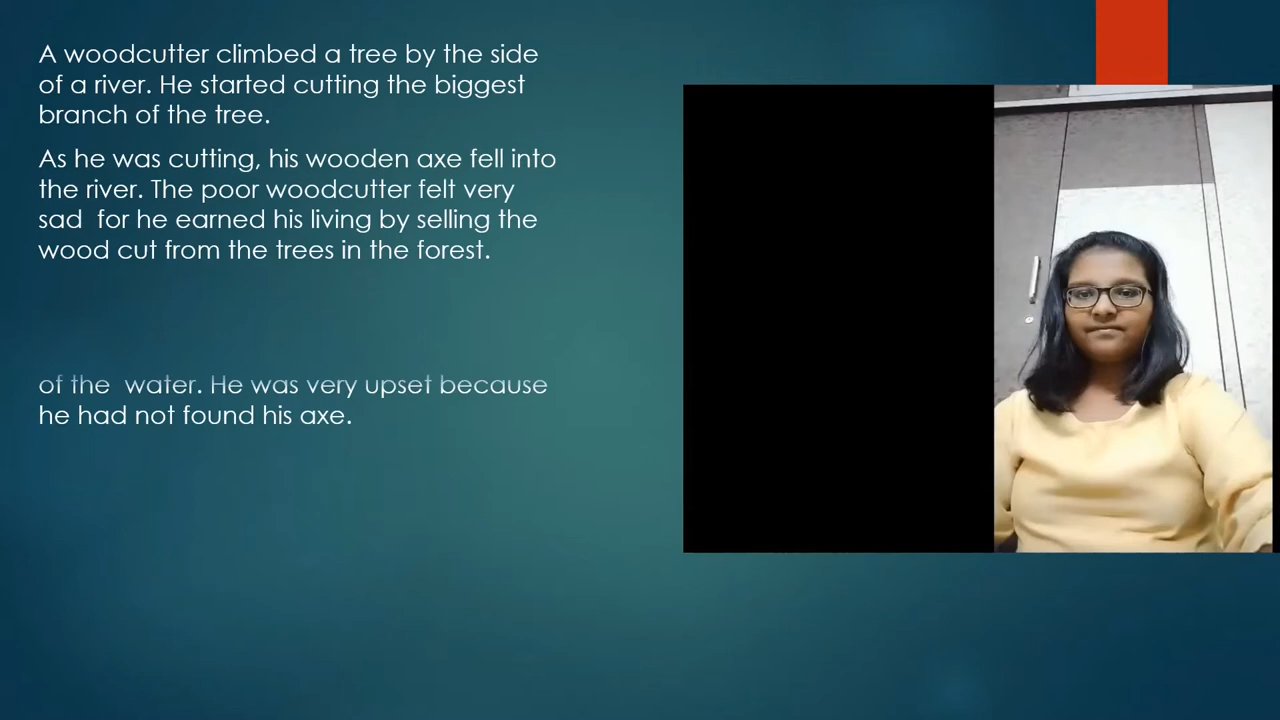 A woodcutter climbed a tree by the side
of a river. He started cutting the biggest
branch of the tree.
As he was cutting, his wooden axe fell into
the river. The poor woodcutter felt very
sad  for he earned his living by selling the
wood cut from the trees in the forest.
of the  water. He was very upset because
he had not found his axe.